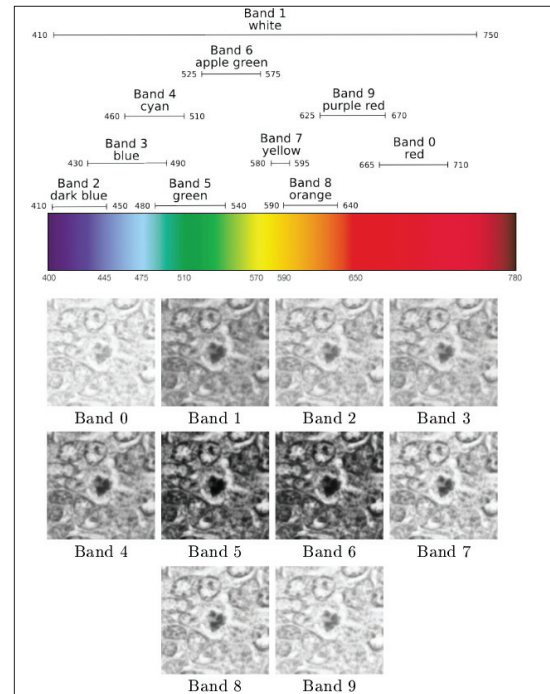 Band 1
white
410 750
Band 6
apple green
525 575
Band 4
cyan
460 510
Band 9
purple red
625 670
Band 3
blue
430 490
Band 7
yellow
580 595
Band 0
red
665 710
Band 2
dark blue
410 450
Band 5
green
480 540
Band 8
orange
590 640
400 445 475 510 570 590 650 780
Band 0 Band 1 Band 2 Band 3
Band 4 Band 5 Band 6 Band 7
Band 8 Band 9